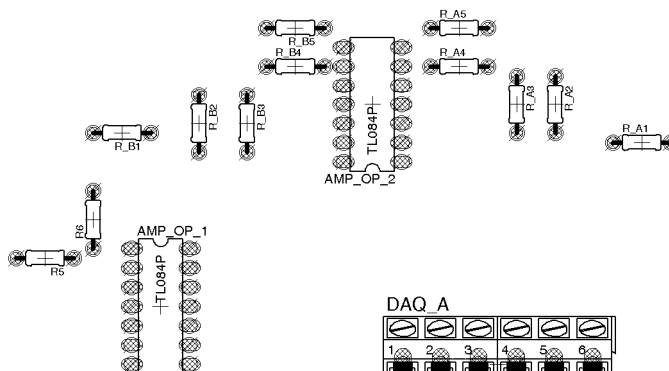 R_A5
R_B5
R_B4
R_A4
R_B2
R_B3
R_A3
R_A2
TL084P
R_B1
R_A1
AMP_OP_2
R6
AMP_OP_1
R5
TL084P
DAQ_A
1 2 3 4 5 6